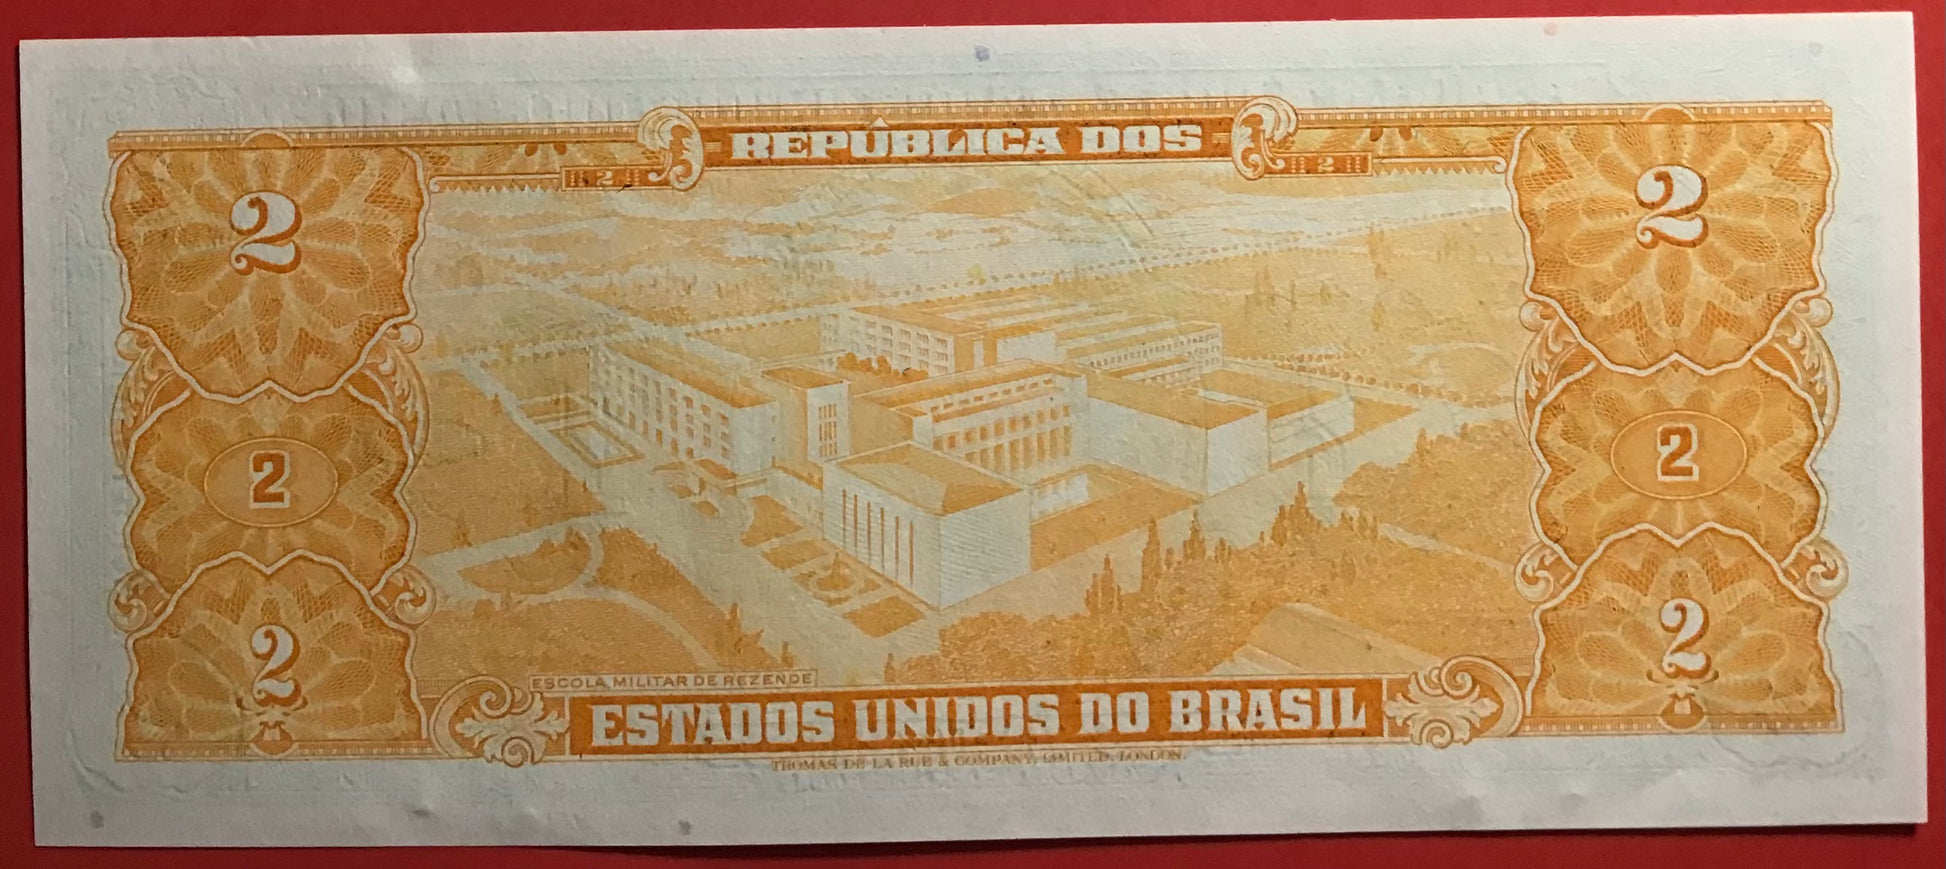 REPÚBLICA DOS
2 2
2 2
2 2
2 2
ESCOLA MILITAR DE REZENDE
ESTADOS UNIDOS DO BRASIL
THOMAS DE LA RUE & COMPANY, LIMITED, LONDON.